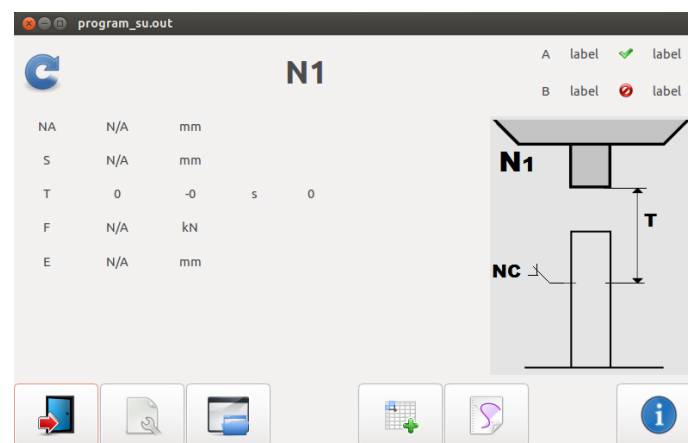 program_su.out
N1
A label label
B label label
NA N/A mm
S N/A mm
T 0 -0 s 0
F N/A kN
E N/A mm
N1
T
NC
i